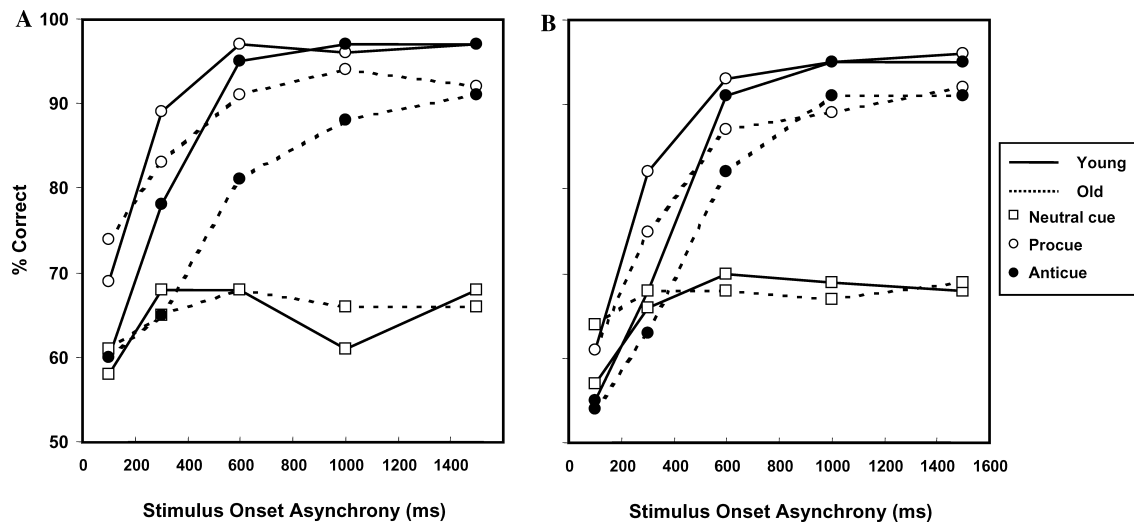 A
B
100
90
80
70
60
50
% Correct
0 200 400 600 800 1000 1200 1400
0 200 400 600 800 1000 1200 1400 1600
Stimulus Onset Asynchrony (ms)
Stimulus Onset Asynchrony (ms)
Young
Old
Neutral cue
Procue
Anticue